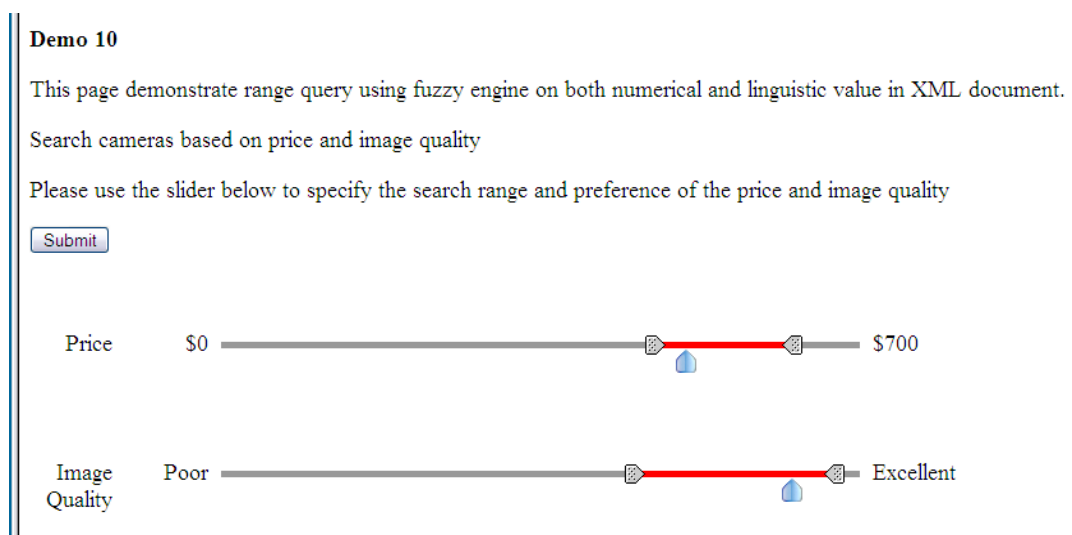 Demo 10
This page demonstrate range query using fuzzy engine on both numerical and linguistic value in XML document.
Search cameras based on price and image quality
Please use the slider below to specify the search range and preference of the price and image quality
Submit
Price $0 $700
Image Poor Excellent
Quality